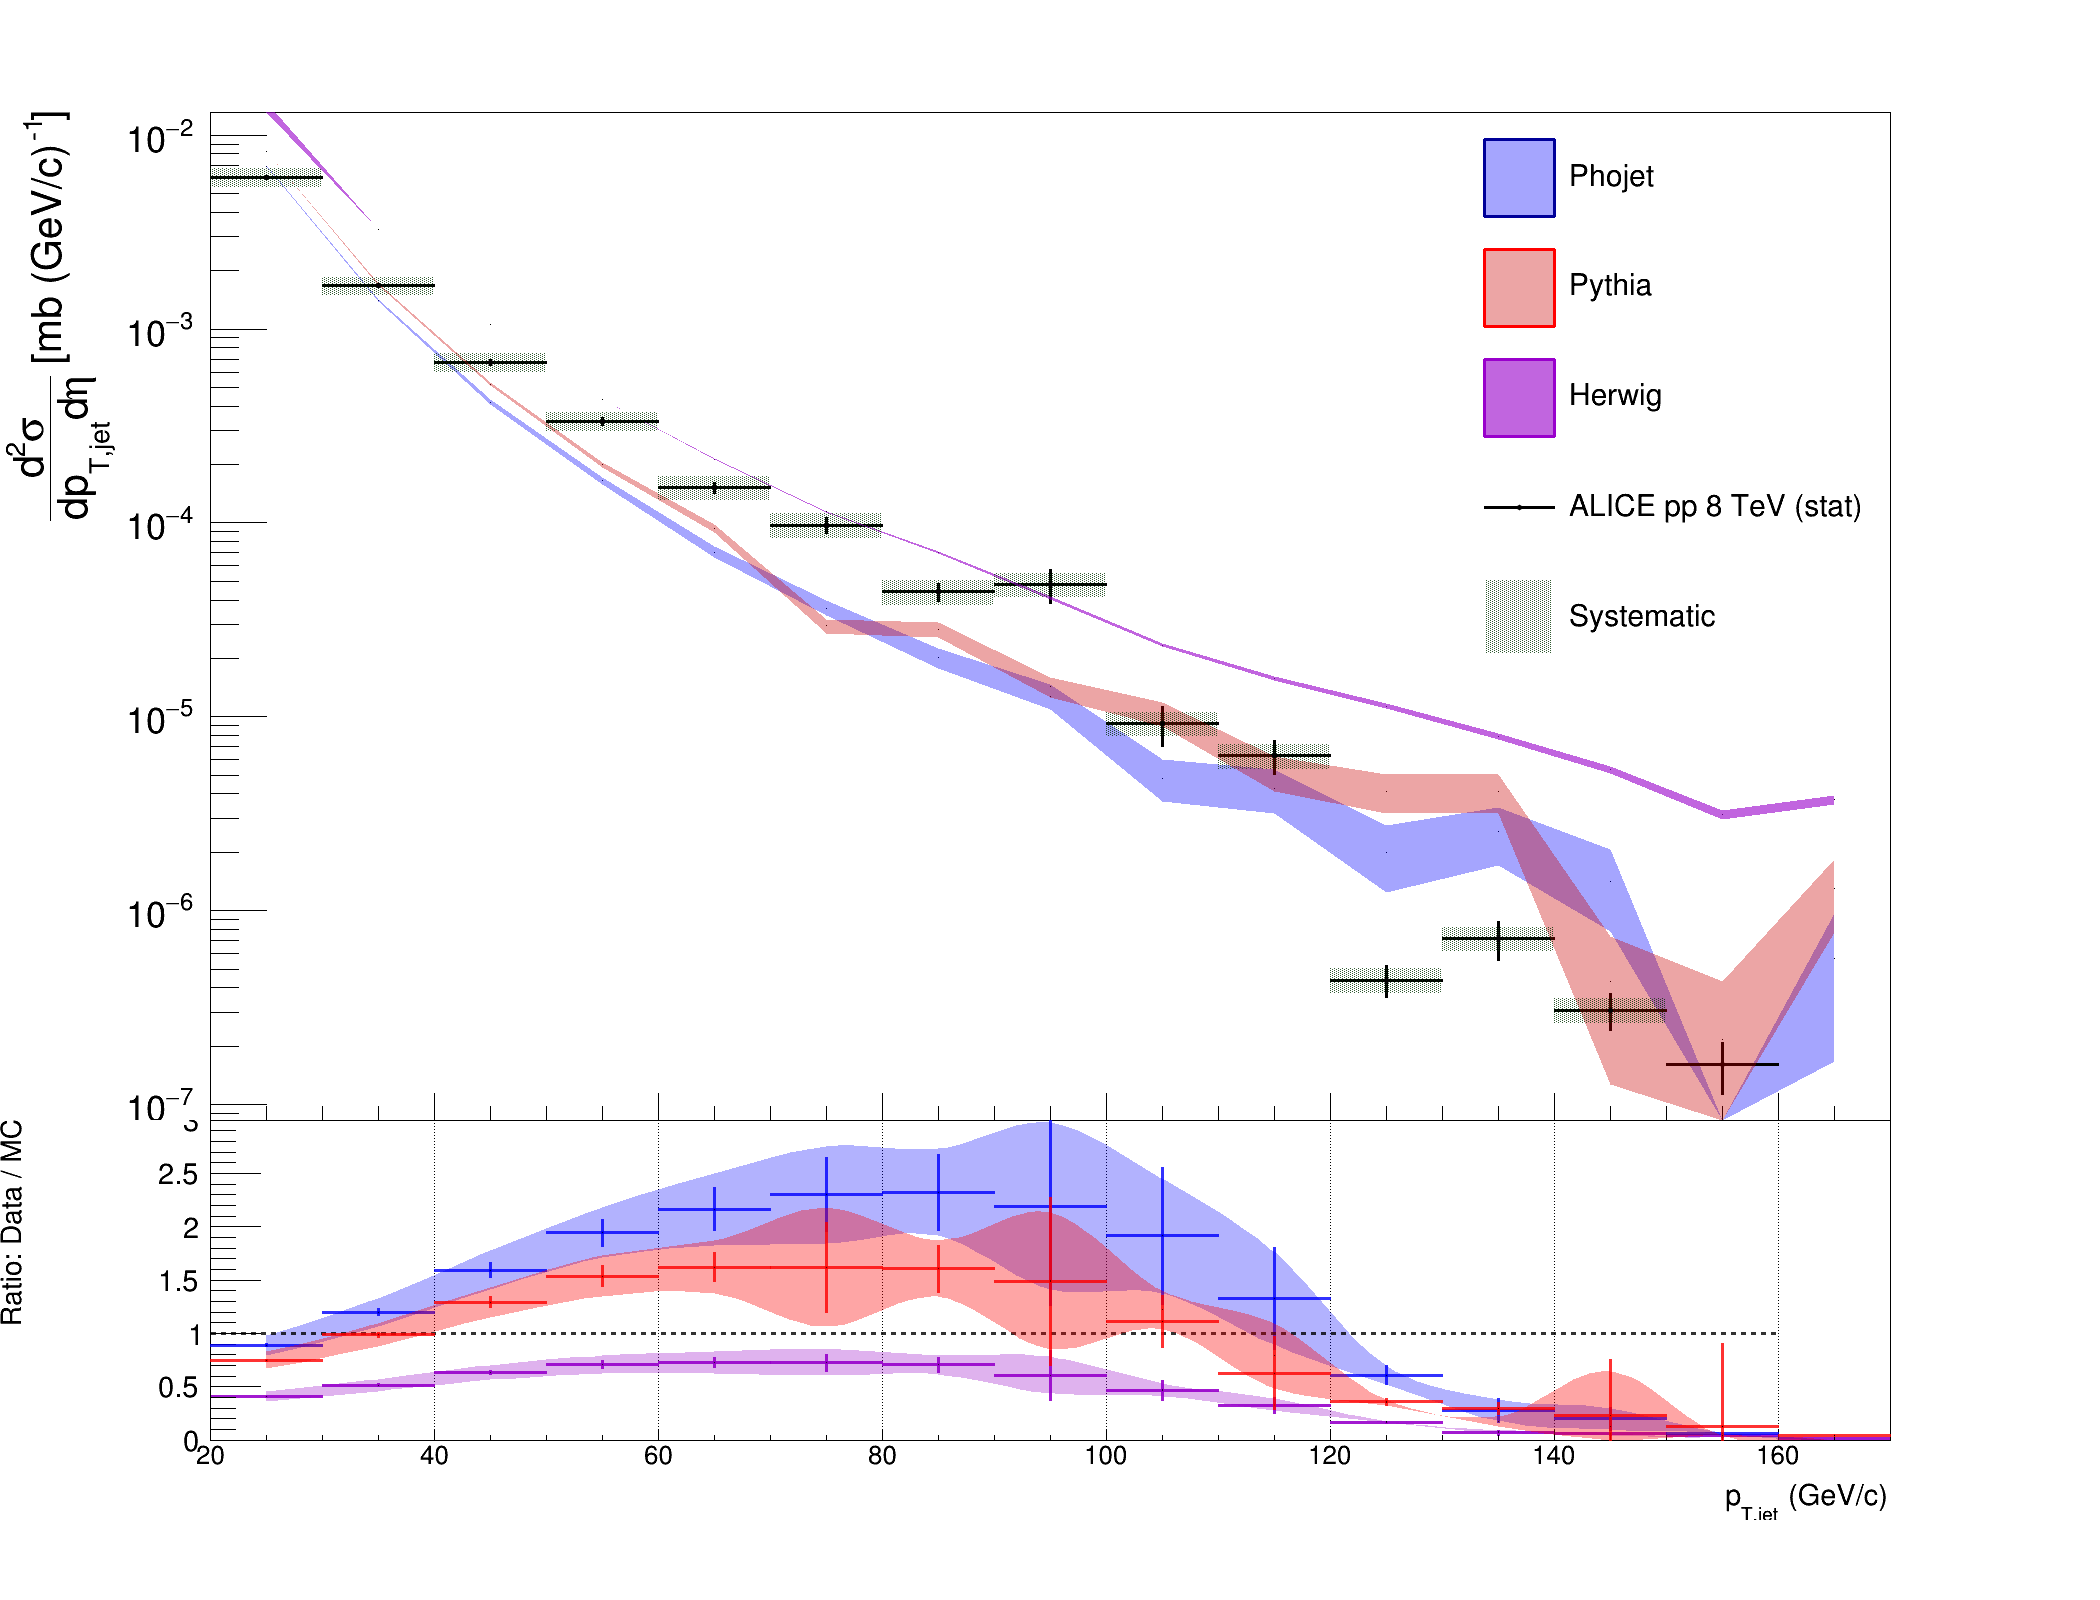 d²σ
dp_T,jet dη [mb (GeV/c)⁻¹]
10⁻²
10⁻³
10⁻⁴
10⁻⁵
10⁻⁶
10⁻⁷
Phojet
Pythia
Herwig
ALICE pp 8 TeV (stat)
Systematic
Ratio: Data / MC
3
2.5
2
1.5
1
0.5
0
20 40 60 80 100 120 140 160
p_T,jet (GeV/c)